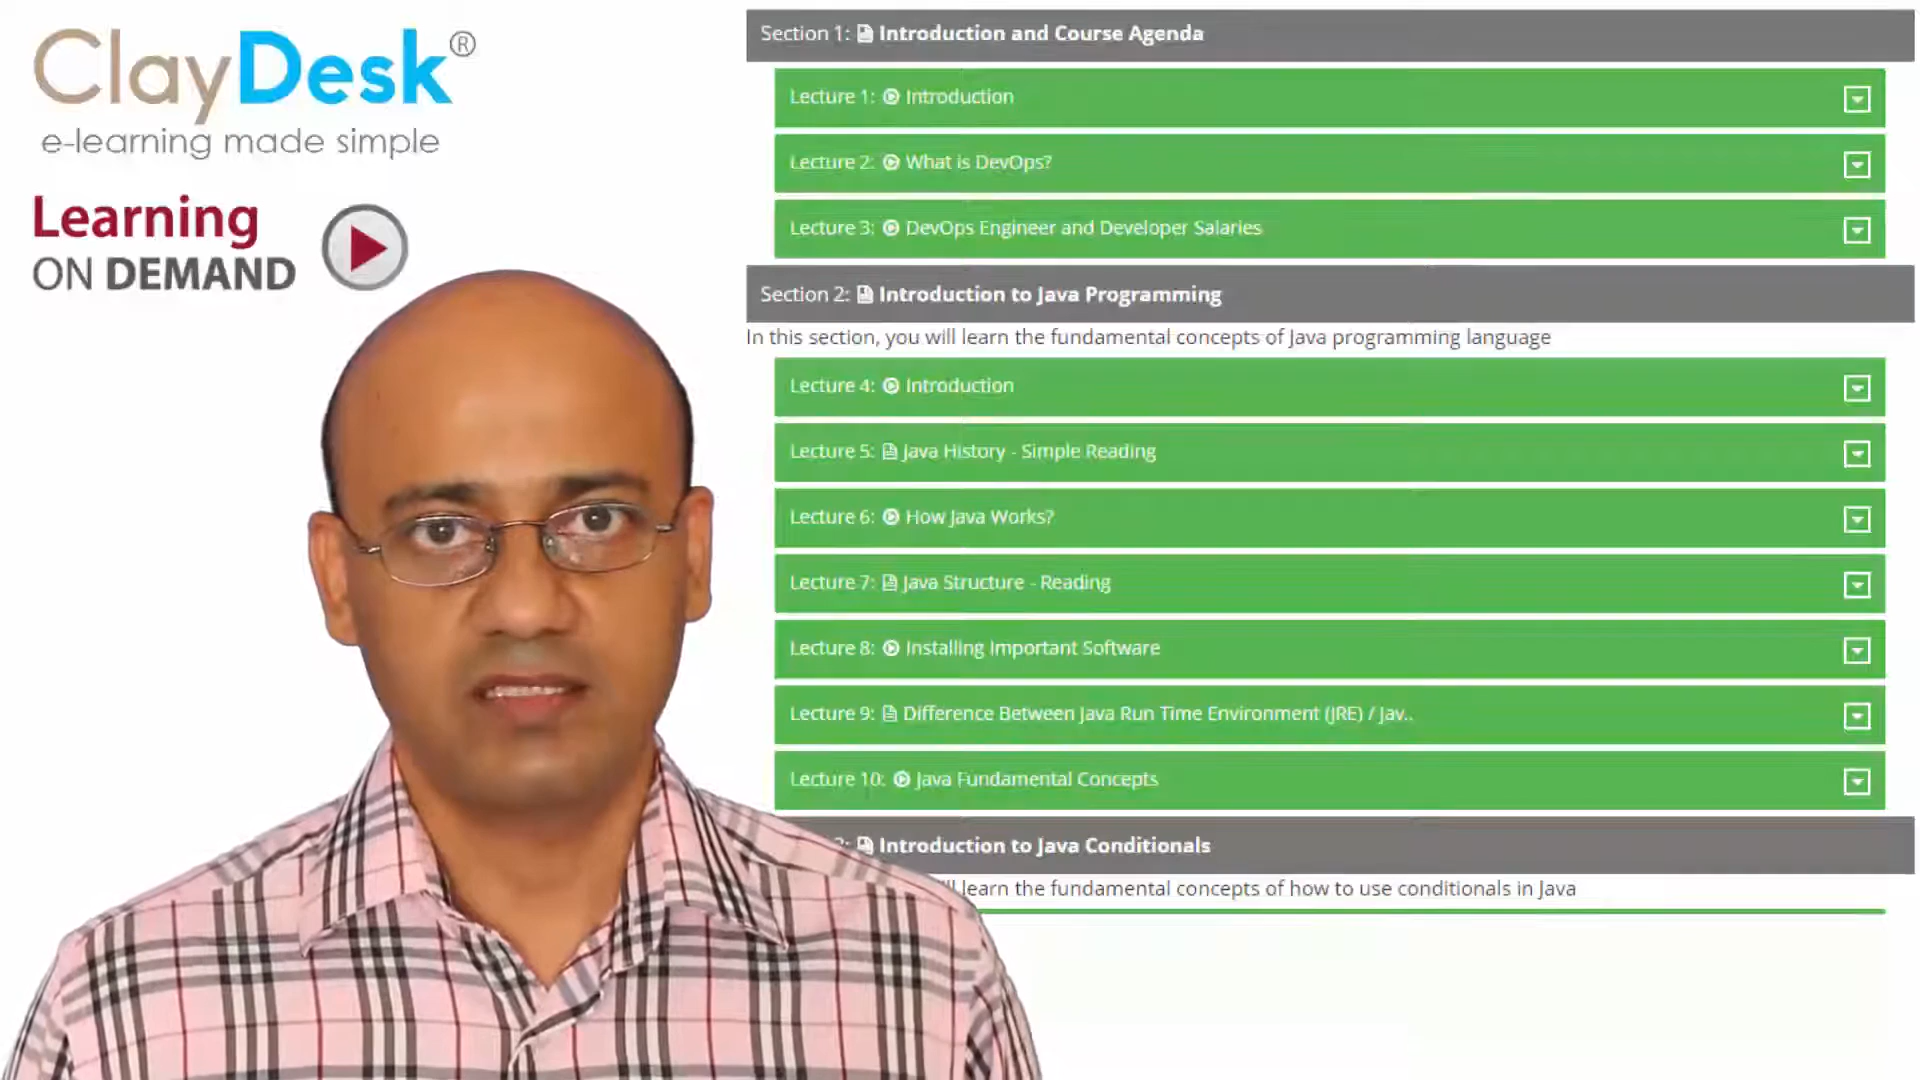 ClayDesk®
e-learning made simple
Learning
ON DEMAND
Section 1: Introduction and Course Agenda
Lecture 1: Introduction
Lecture 2: What is DevOps?
Lecture 3: DevOps Engineer and Developer Salaries
Section 2: Introduction to Java Programming
In this section, you will learn the fundamental concepts of Java programming language
Lecture 4: Introduction
Lecture 5: Java History - Simple Reading
Lecture 6: How Java Works?
Lecture 7: Java Structure - Reading
Lecture 8: Installing Important Software
Lecture 9: Difference Between Java Run Time Environment (JRE) / Jav..
Lecture 10: Java Fundamental Concepts
Introduction to Java Conditionals
learn the fundamental concepts of how to use conditionals in Java